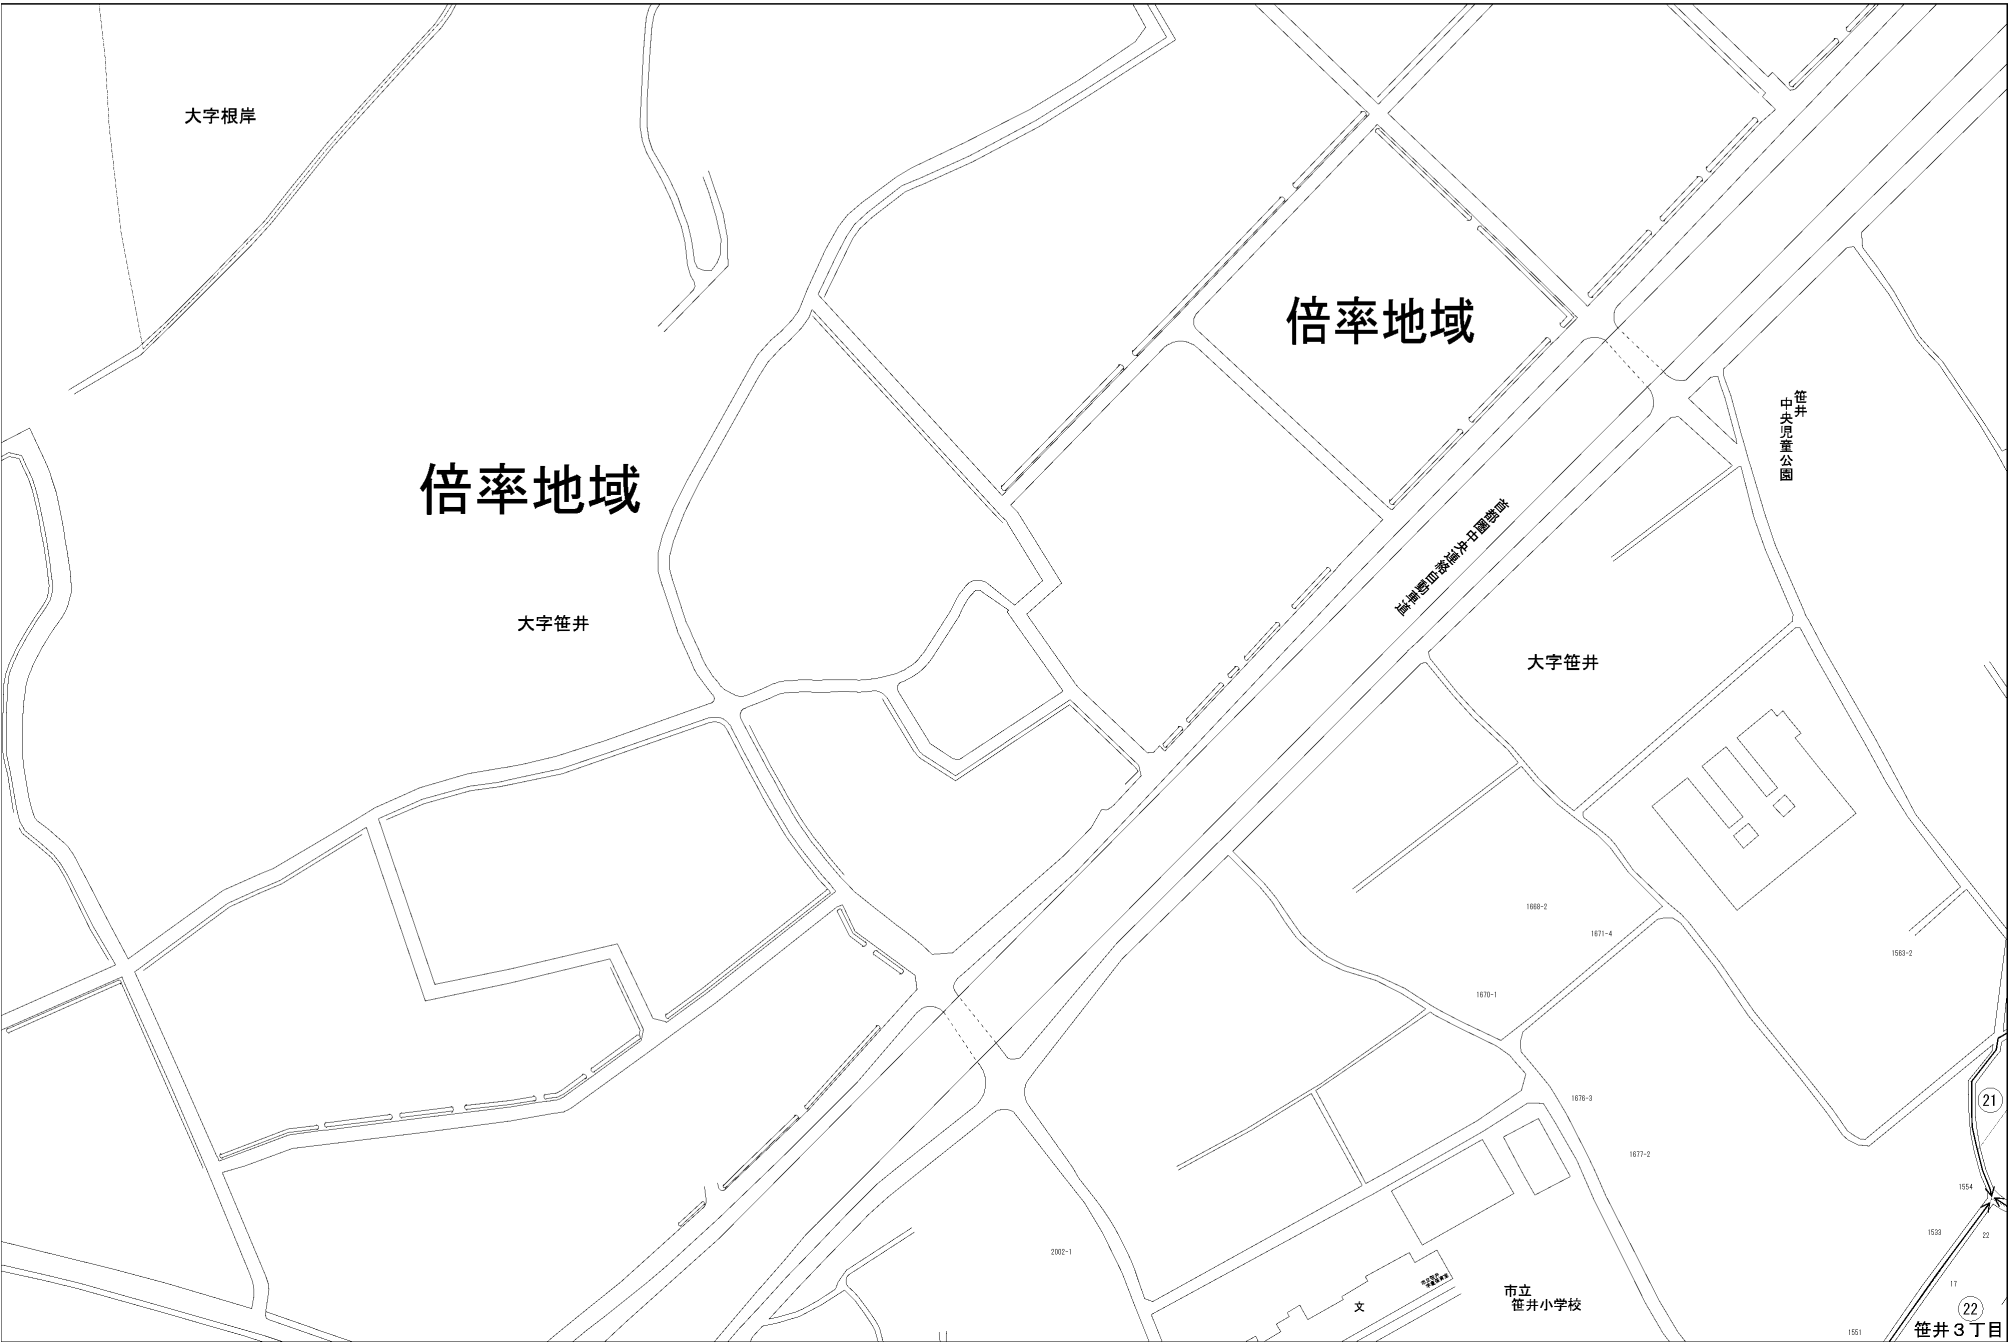 大字根岸
倍率地域
倍率地域
笹井
中央児童公園
首都圏中央連絡自動車道
大字笹井
大字笹井
1668-2
1671-4
1563-2
1670-1
1676-3
21
1677-2
1554
1533
22
2002-1
17
市立
笹井小学校
文
22
笹井3丁目
1551